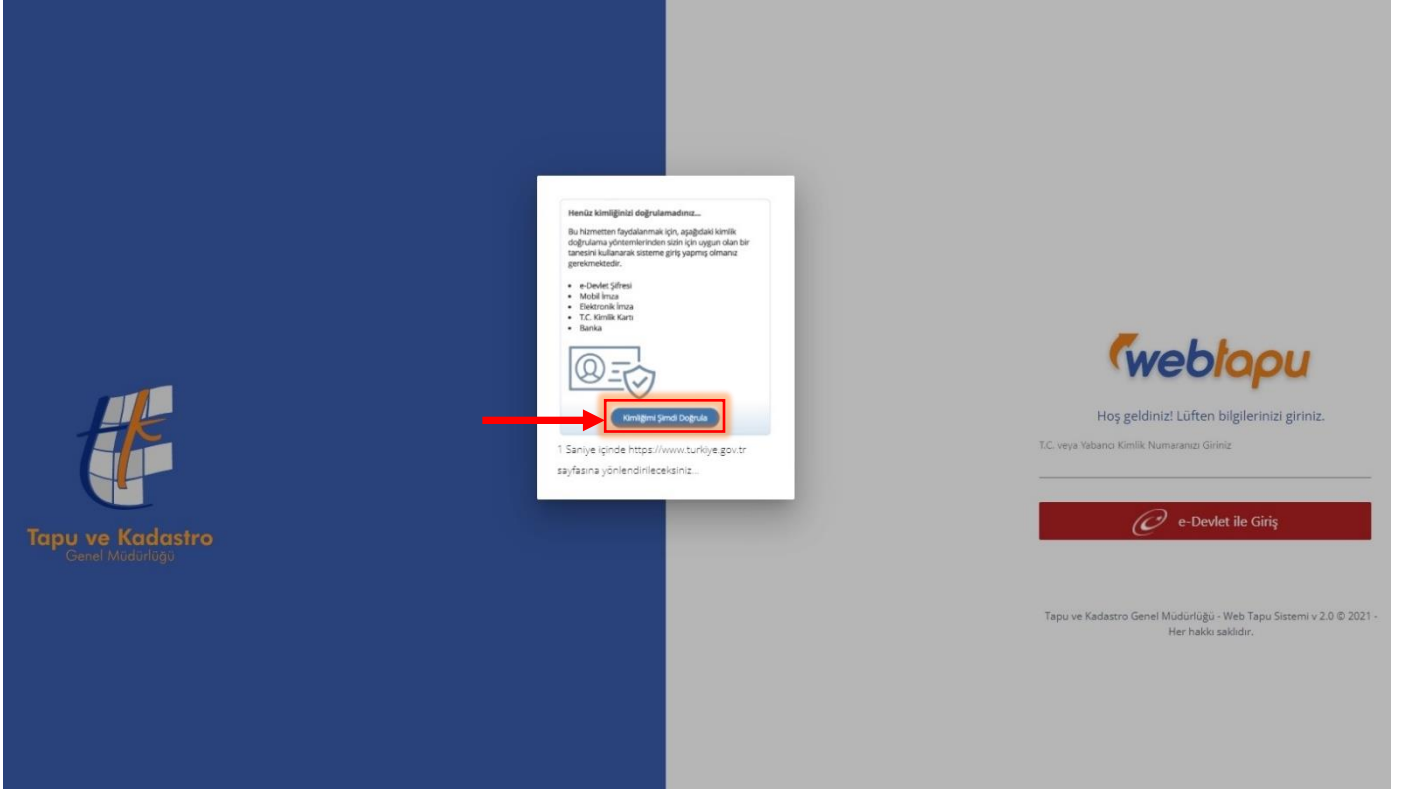 Tapu ve Kadastro
Genel Müdürlüğü
Henüz kimliğinizi doğrulamadınız...
Bu hizmetten faydalanmak için, aşağıdaki kimlik
doğrulama yöntemlerinden sizin için uygun olan bir
tanesini kullanarak sisteme giriş yapmış olmanız
gerekmektedir.
e-Devlet Şifresi
Mobil İmza
Elektronik İmza
T.C. Kimlik Kartı
Banka
Kimliğimi Şimdi Doğrula
1 Saniye içinde https://www.turkiye.gov.tr
sayfasına yönlendirileceksiniz...
webtapu
Hoş geldiniz! Lüften bilgilerinizi giriniz.
T.C. veya Yabancı Kimlik Numaranızı Giriniz
e-Devlet ile Giriş
Tapu ve Kadastro Genel Müdürlüğü - Web Tapu Sistemi v 2.0 © 2021 -
Her hakkı saklıdır.